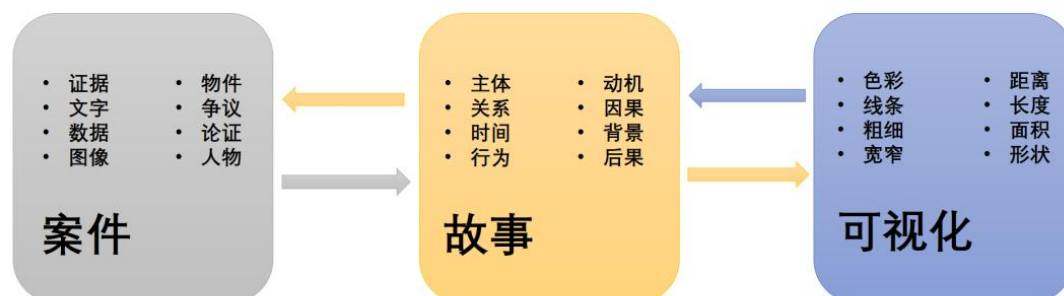 • 证据
• 文字
• 数据
• 图像
• 物件
• 争议
• 论证
• 人物
案件
• 主体
• 关系
• 时间
• 行为
• 动机
• 因果
• 背景
• 后果
故事
• 色彩
• 线条
• 粗细
• 宽窄
• 距离
• 长度
• 面积
• 形状
可视化